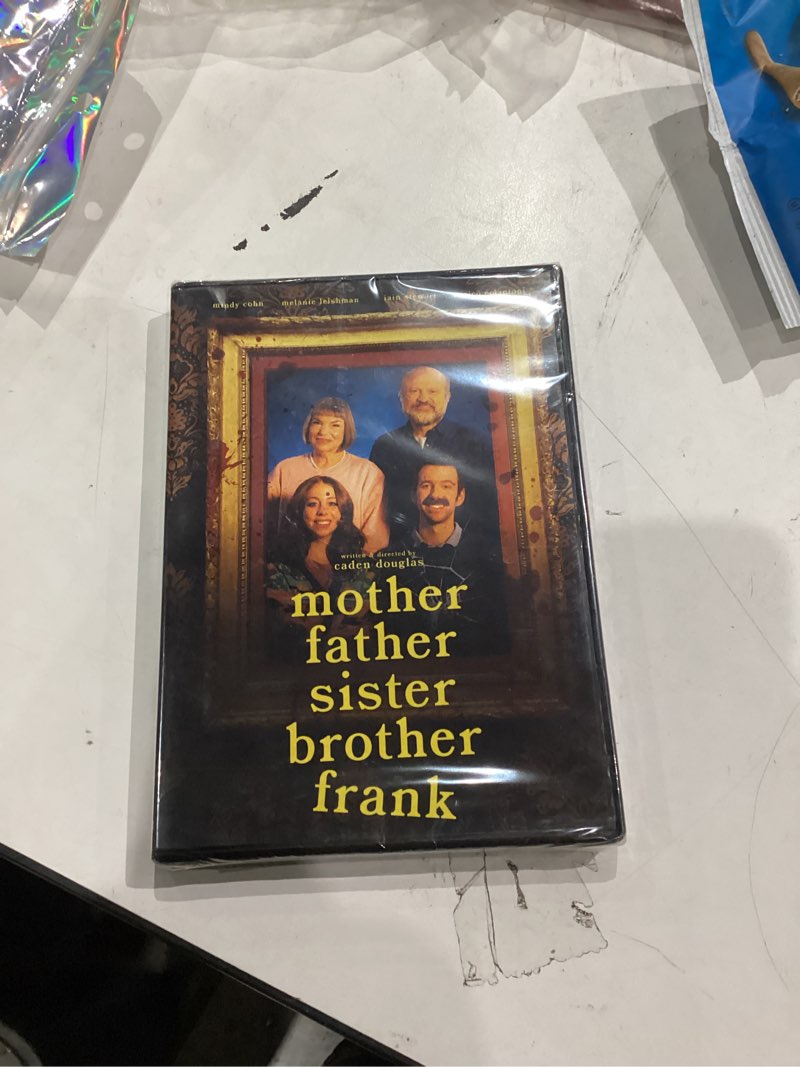 mindy cohn melanie leishman iain stewart
written & directed by
caden douglas
mother
father
sister
brother
frank